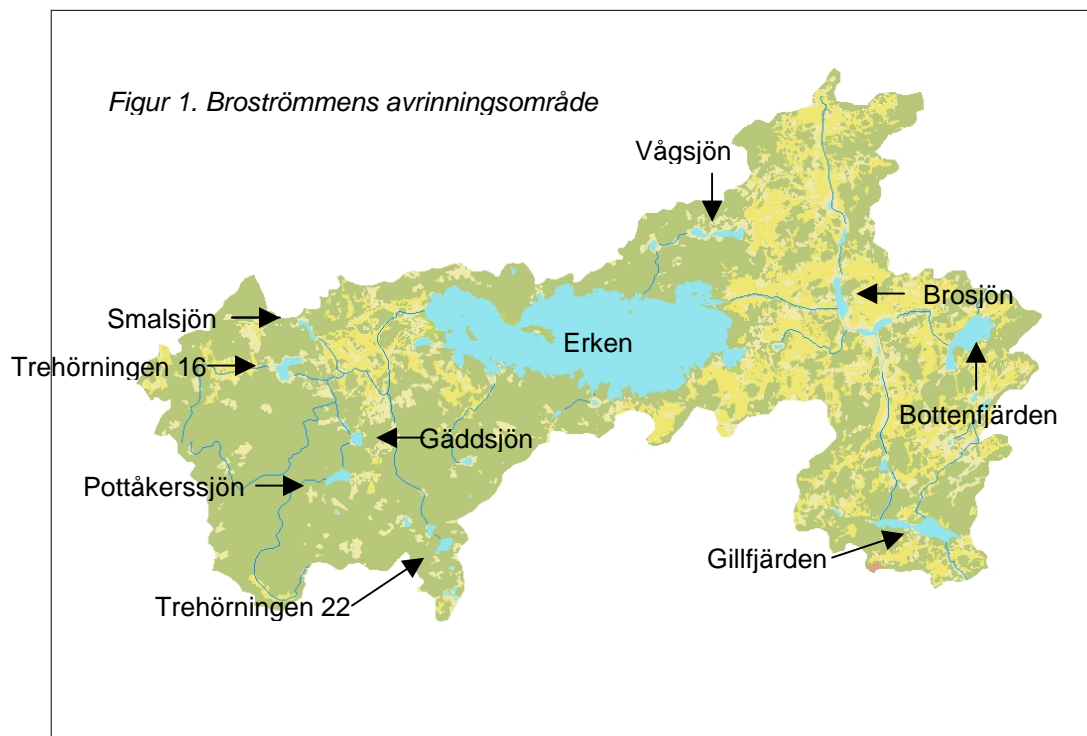 Figur 1. Broströmmens avrinningsområde
Vågsjön
Brosjön
Smalsjön
Erken
Trehörningen 16
Bottenfjärden
Gäddsjön
Pottåkerssjön
Gillfjärden
Trehörningen 22